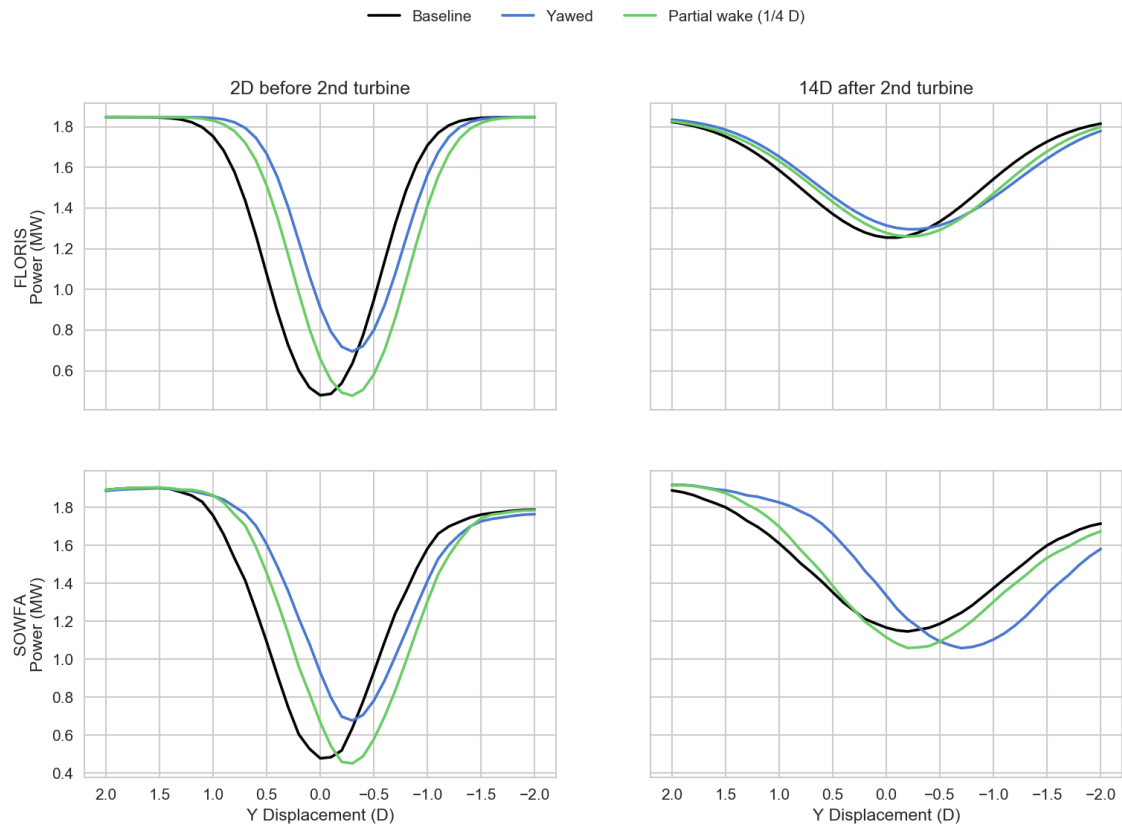 Baseline Yawed Partial wake (1/4 D)
2D before 2nd turbine
14D after 2nd turbine
FLORIS
Power (MW)
1.8
1.6
1.4
1.2
1.0
0.8
0.6
SOWFA
Power (MW)
1.8
1.6
1.4
1.2
1.0
0.8
0.6
0.4
2.0 1.5 1.0 0.5 0.0 −0.5 −1.0 −1.5 −2.0
Y Displacement (D)
2.0 1.5 1.0 0.5 0.0 −0.5 −1.0 −1.5 −2.0
Y Displacement (D)